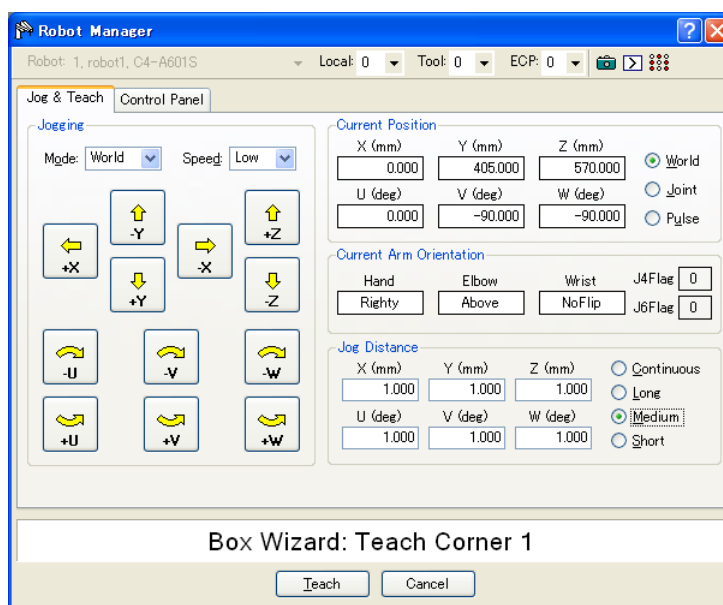 Robot Manager
Robot: 1, robot1, C4-A601S Local: 0 Tool: 0 ECP: 0
Jog & Teach Control Panel
Jogging
Mode: World Speed: Low
-Y
+Z
+X
-X
+Y
-Z
-U -V -W
+U +V +W
Current Position
X (mm) Y (mm) Z (mm)
0.000 405.000 570.000
U (deg) V (deg) W (deg)
0.000 -90.000 -90.000
World
Joint
Pulse
Current Arm Orientation
Hand Elbow Wrist
Righty Above NoFlip
J4Flag 0
J6Flag 0
Jog Distance
X (mm) Y (mm) Z (mm)
1.000 1.000 1.000
U (deg) V (deg) W (deg)
1.000 1.000 1.000
Continuous
Long
Medium
Short
Box Wizard: Teach Corner 1
Teach Cancel